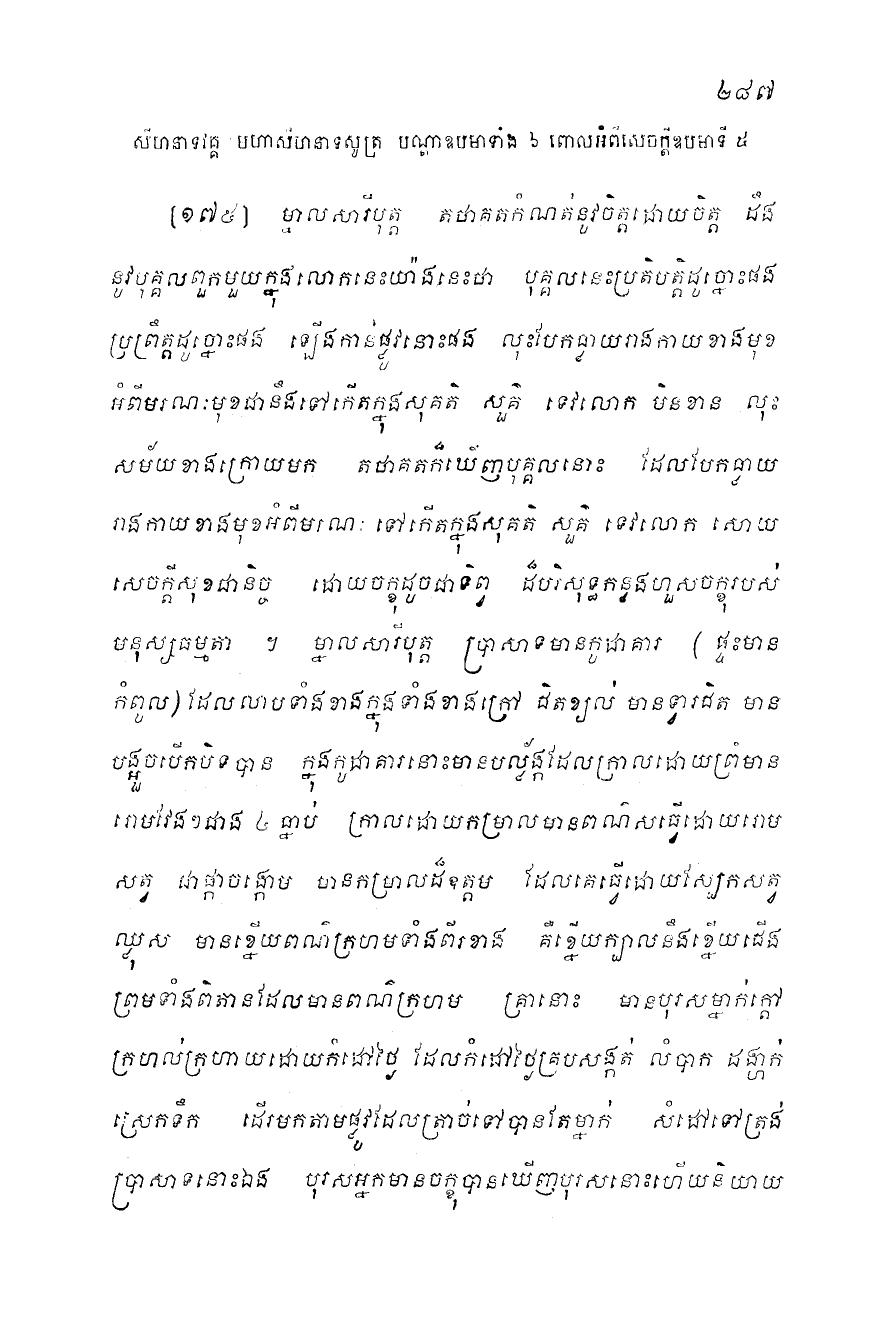 ២៨៧
សីហនាទវគ្គ មហាសីហនាទសូត្រ បណ្ដាឧបមាទាំង ៦ ពោលអំពីសេចក្ដីឧបមាទី ៥
[១៧៥] ម្នាលសារីបុត្ត តថាគតកំណត់នូវចិត្តដោយចិត្ត ដឹង
នូវបុគ្គលពួកមួយក្នុងលោកនេះយ៉ាងនេះថា បុគ្គលនេះប្រតិបត្តិដូច្នោះផង
ប្រព្រឹត្តដូច្នោះផង ឡើងកាន់ផ្លូវនោះផង លុះបែកធ្លាយរាងកាយខាងមុខ
អំពីមរណៈមុខជានឹងទៅកើតក្នុងសុគតិ សួគ៌ ទេវលោក មិនខាន លុះ
សម័យខាងក្រោយមក តថាគតក៏ឃើញបុគ្គលនោះ ដែលបែកធ្លាយ
រាងកាយខាងមុខអំពីមរណៈ ទៅកើតក្នុងសុគតិ សួគ៌ ទេវលោក សោយ
សេចក្ដីសុខជានិច្ច ដោយចក្ខុដូចជាទិព្វ ដ៏បរិសុទ្ធកន្លងហួសចក្ខុរបស់
មនុស្សធម្មតា ។ ម្នាលសារីបុត្ត ប្រាសាទមានកូដាគារ (ផ្ទះមាន
កំពូល) ដែលលាបទាំងខាងក្នុងទាំងខាងក្រៅ ជិតខ្យល់ មានទ្វារជិត មាន
បង្អួចបើកបិទបាន ក្នុងកូដាគារនោះមានបល្ល័ង្កដែលក្រាលដោយព្រំមាន
រោមវែងៗជាង ៤ ធ្នាប់ ក្រាលដោយកម្រាលមានពណ៌សធ្វើដោយរោម
សត្វ ជាផ្កាចង្កោម មានកម្រាលដ៏ឧត្តម ដែលគេធ្វើដោយស្បែកសត្វ
ឈ្លូស មានខ្នើយពណ៌ក្រហមទាំងពីរខាង គឺខ្នើយក្បាលនឹងខ្នើយជើង
ព្រមទាំងពិតានដែលមានពណ៌ក្រហម គ្រានោះ មានបុរសម្នាក់ក្ដៅ
ក្រហល់ក្រហាយដោយកំដៅថ្ងៃ ដែលកំដៅថ្ងៃគ្របសង្កត់ លំបាក ដង្ហក់
ស្រេកទឹក ដើរមកតាមផ្លូវដែលត្រាច់ទៅបានតែម្នាក់ សំដៅទៅត្រង់
ប្រាសាទនោះឯង បុរសអ្នកមានចក្ខុបានឃើញបុរសនោះហើយនិយាយ